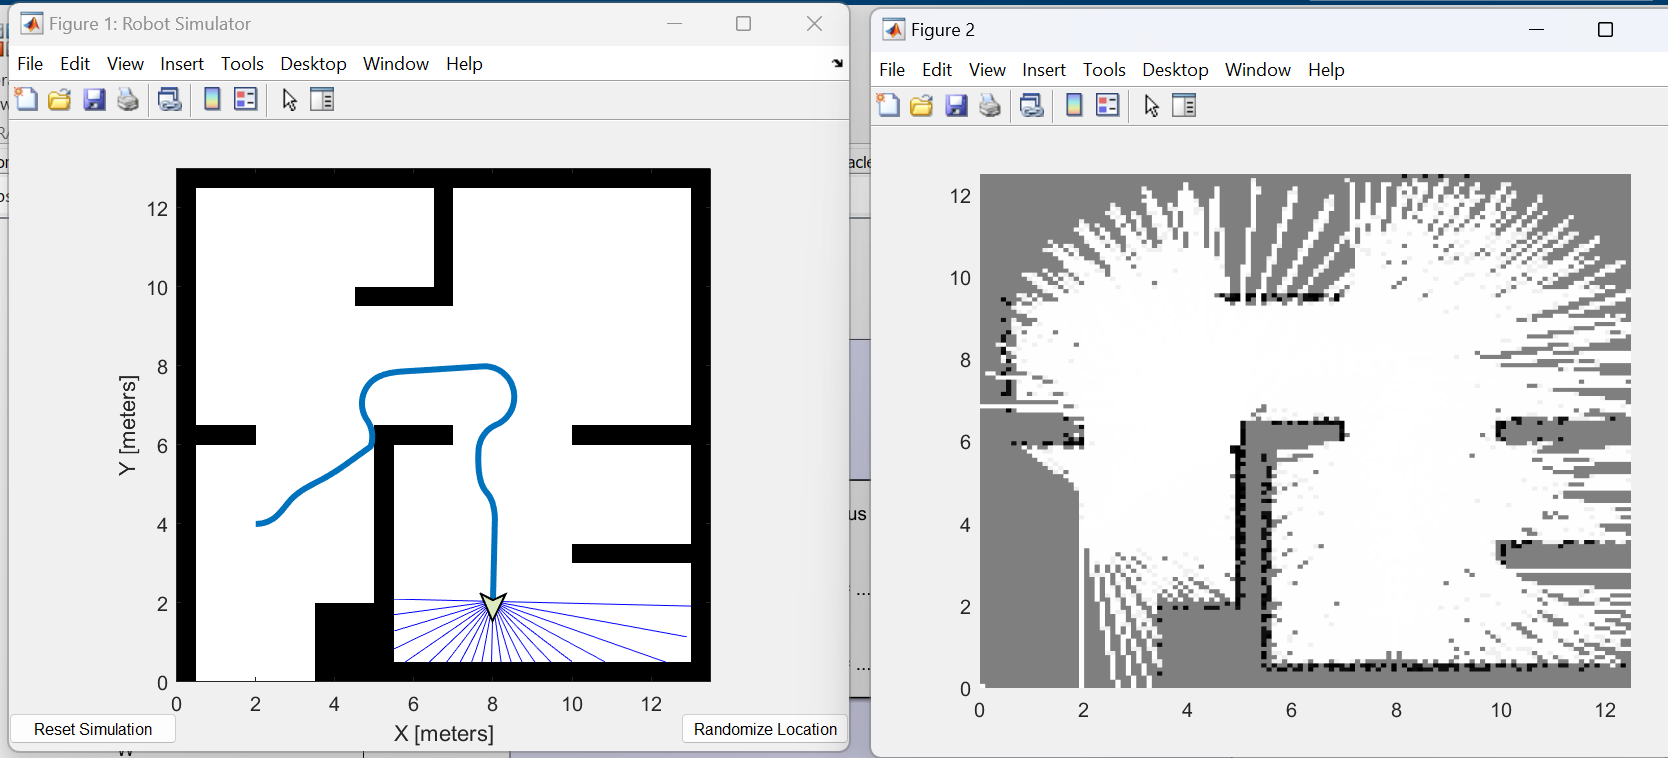 Figure 1: Robot Simulator
File Edit View Insert Tools Desktop Window Help
12
10
8
6
4
2
0
Y [meters]
0 2 4 6 8 10 12
X [meters]
Reset Simulation
Randomize Location
acle
us
...
...
Figure 2
File Edit View Insert Tools Desktop Window Help
12
10
8
6
4
2
0
0 2 4 6 8 10 12